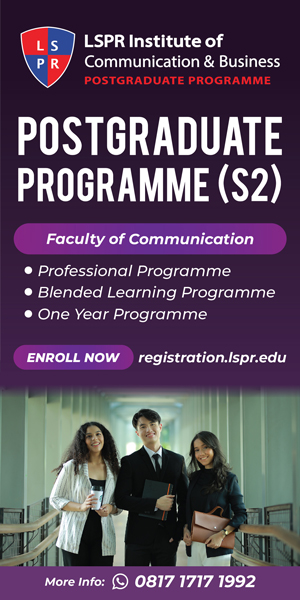 L S
P R
LSPR Institute of
Communication & Business
POSTGRADUATE PROGRAMME
POSTGRADUATE
PROGRAMME (S2)
Faculty of Communication
Professional Programme
Blended Learning Programme
One Year Programme
ENROLL NOW registration.lspr.edu
More Info: 0817 1717 1992